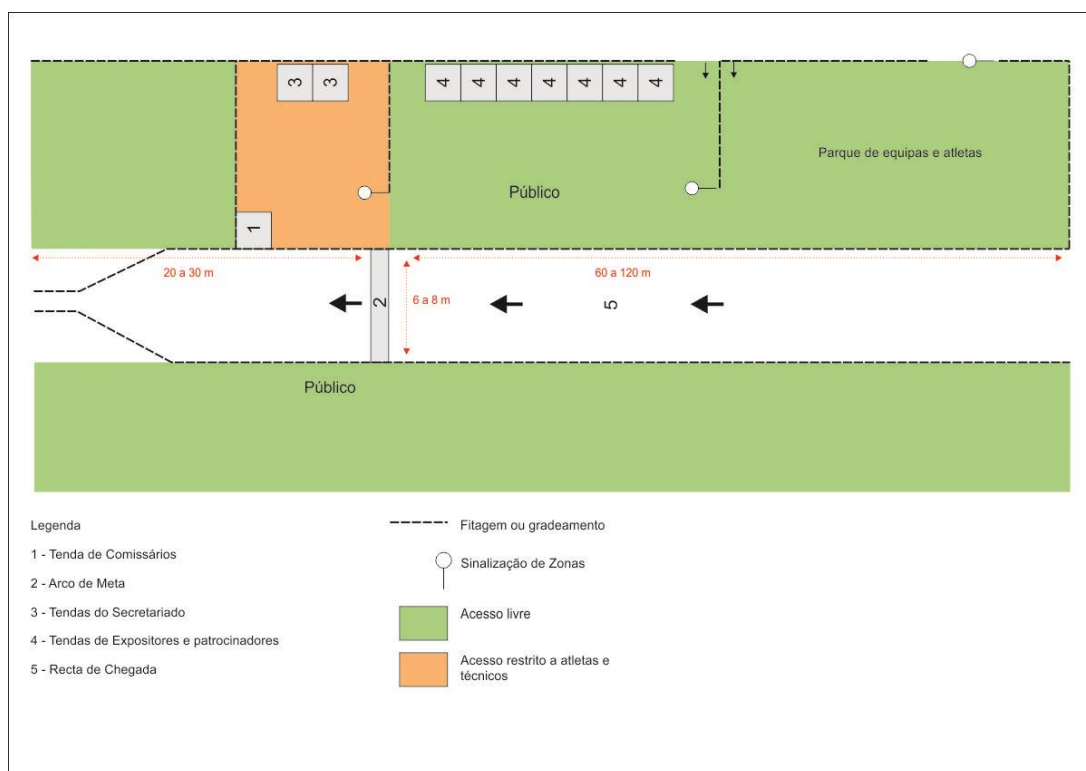 3 3 4 4 4 4 4 4 4
Parque de equipas e atletas
Público
1
20 a 30 m
60 a 120 m
2
6 a 8 m
5
Público
Legenda
1 - Tenda de Comissários
2 - Arco de Meta
3 - Tendas do Secretariado
4 - Tendas de Expositores e patrocinadores
5 - Recta de Chegada
Fitagem ou gradeamento
Sinalização de Zonas
Acesso livre
Acesso restrito a atletas e
técnicos